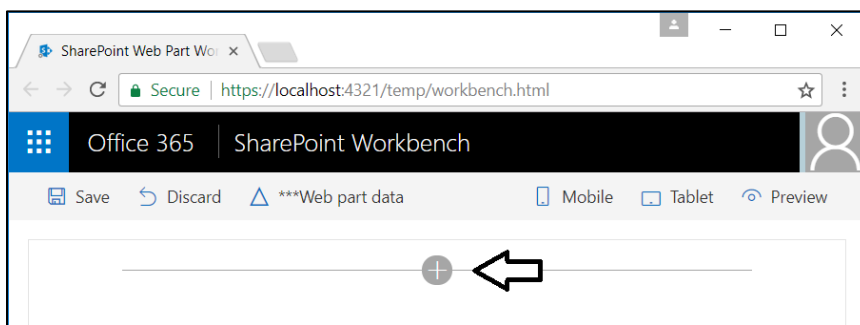 SharePoint Web Part Wor
Secure https://localhost:4321/temp/workbench.html
Office 365 SharePoint Workbench
Save Discard ***Web part data Mobile Tablet Preview